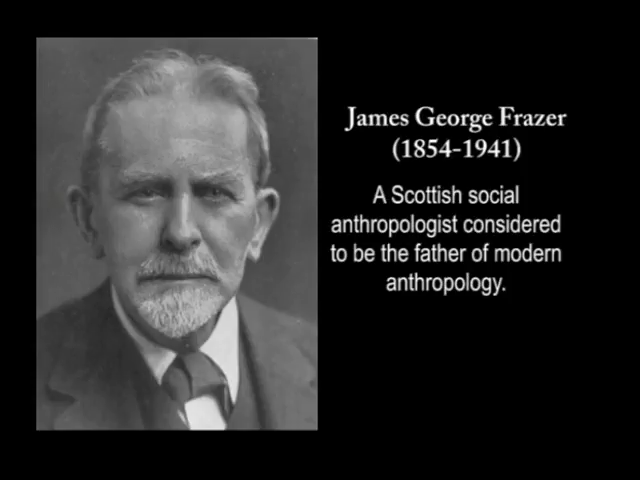 James George Frazer
(1854-1941)
A Scottish social
anthropologist considered
to be the father of modern
anthropology.